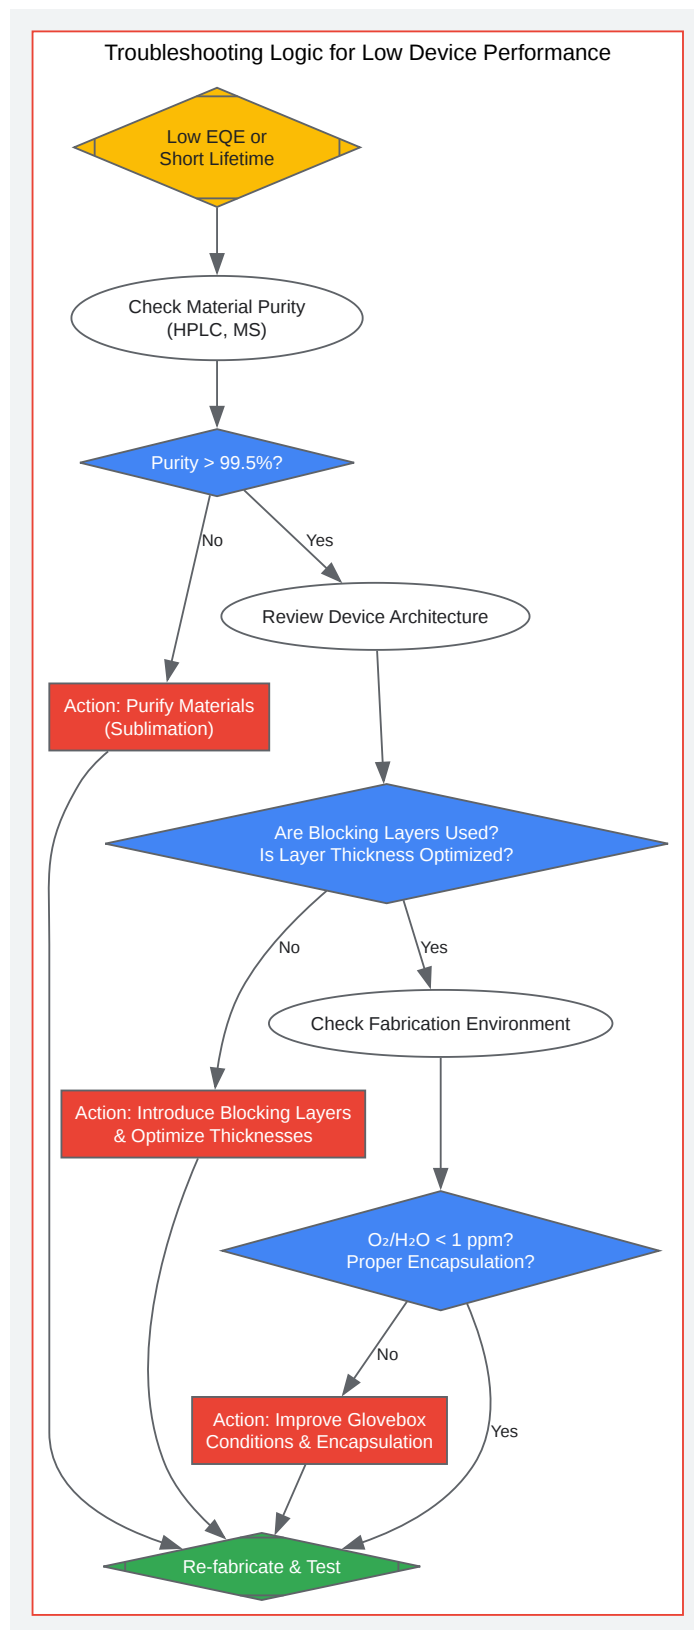 Troubleshooting Logic for Low Device Performance
Low EQE or
Short Lifetime
Check Material Purity
(HPLC, MS)
Purity > 99.5%?
No
Yes
Review Device Architecture
Action: Purify Materials
(Sublimation)
Are Blocking Layers Used?
Is Layer Thickness Optimized?
No
Yes
Check Fabrication Environment
Action: Introduce Blocking Layers
& Optimize Thicknesses
O₂/H₂O < 1 ppm?
Proper Encapsulation?
No
Action: Improve Glovebox
Conditions & Encapsulation
Yes
Re-fabricate & Test